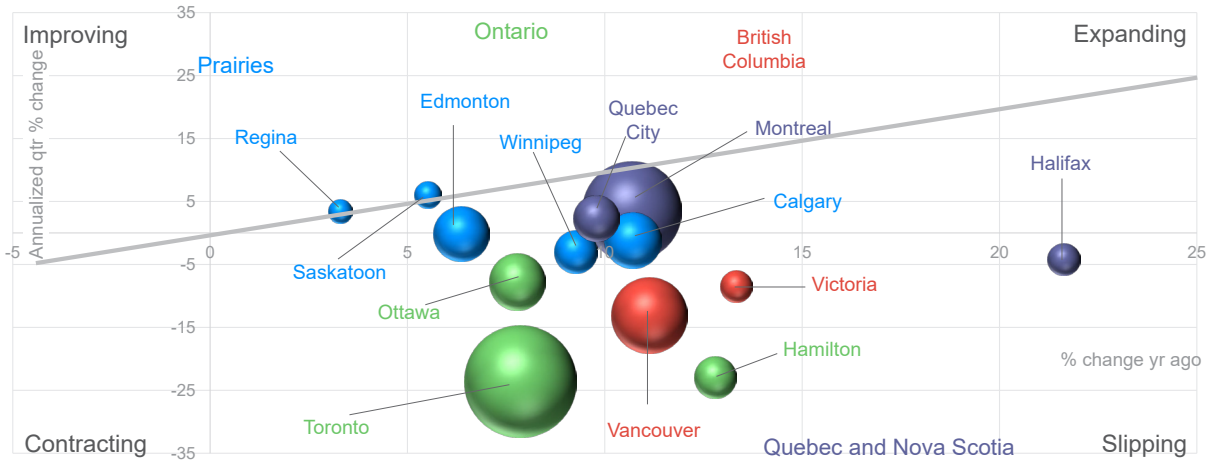 35
Improving
Ontario
British
Columbia
Expanding
Prairies
25
Annualized qtr % change
Edmonton
Quebec
City
Regina
15
Winnipeg
Montreal
Halifax
5
Calgary
-5
5
10
15
20
25
-5
Saskatoon
Victoria
Ottawa
-15
Hamilton
% change yr ago
-25
Toronto
Vancouver
Contracting
-35
Quebec and Nova Scotia
Slipping